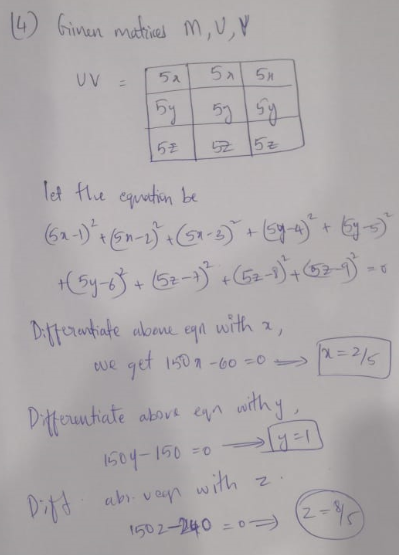 (4) Given matrices M, U, V
UV = 5x 5x 5x
5y 5y 5y
5z 5z 5z
let the equation be
(5x-1)² + (5x-2)² + (5x-3)² + (5y-4)² + (5y-5)²
+(5y-6)² + (5z-7)² + (5z-8)² + (5z-9)² = 0
Differentiate above eqn with x,
we get 150x-60 = 0 ⟹ x = 2/5
Differentiate above eqn with y,
150y-150 = 0 ⟹ y = 1
Diff. with z.
150z-240 = 0 ⟹ z = 8/5